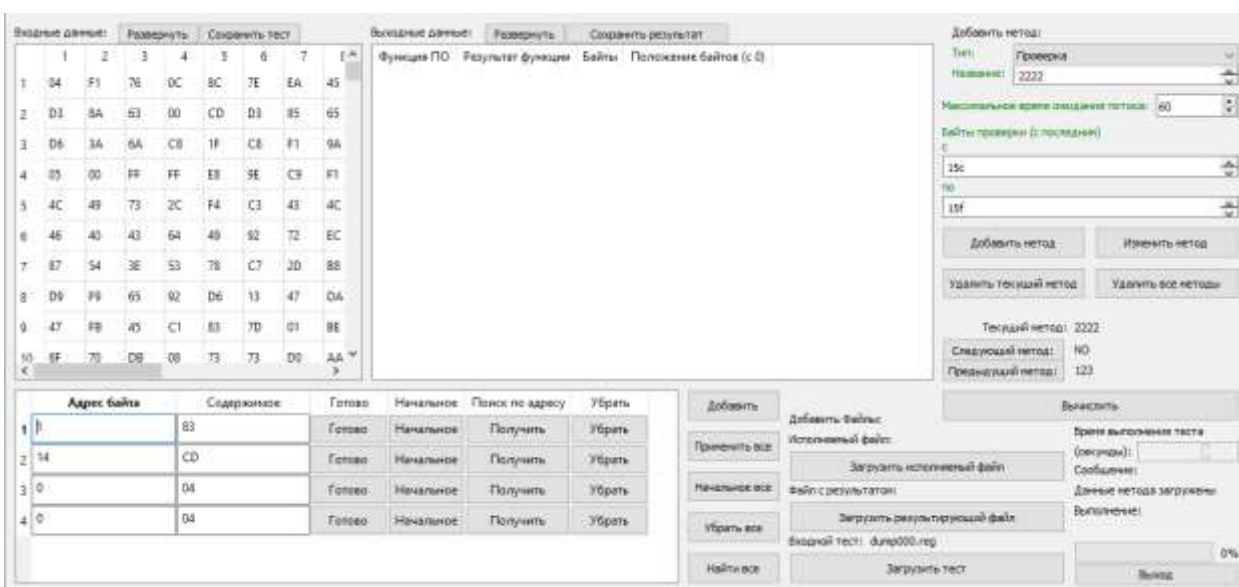 Входные данные: Развернуть Сохранить тест
1 2 3 4 5 6 7
1 04 F1 76 0C 8C 7E EA 45
2 D3 8A 63 00 CD D3 85 65
3 D6 3A 6A C0 1F C8 F1 9A
4 05 00 FF FF E8 9E C9 F1
5 4C 49 73 2C F4 C3 43 4C
6 46 40 43 64 49 92 72 EC
7 87 54 3E 53 78 C7 2D B8
8 D9 F9 65 92 D6 13 47 DA
9 47 FB 45 C1 83 7D 01 BE
10 6F 70 DB 08 73 73 D0 AA
Выходные данные: Развернуть Сохранить результат
Функция ПО Результат функции Байты Положение байтов (с 0)
Добавить метод:
Тип: Проверка
Название: 2222
Максимальное время ожидания потока: 60
Байты проверки (с последних)
с
15c
по
15f
Добавить метод Изменить метод
Удалить текущий метод Удалить все методы
Текущий метод: 2222
Следующий метод: NO
Предыдущий метод: 123
Адрес байта Содержимое Готово Начальное Поиск по адресу Убрать
1 1 83 Готово Начальное Получить Убрать
2 14 CD Готово Начальное Получить Убрать
3 0 04 Готово Начальное Получить Убрать
4 0 04 Готово Начальное Получить Убрать
Добавить
Применить все
Начальное все
Убрать все
Найти все
Добавить Файлы:
Исполняемый файл:
Загрузить исполняемый файл
Файл с результатом:
Загрузить результирующий файл
Входной тест: dump000.reg
Загрузить тест
Вычислить
Время выполнения теста
(секунды):
Сообщение:
Данные метода загружены
Выполнение:
0%
Выход